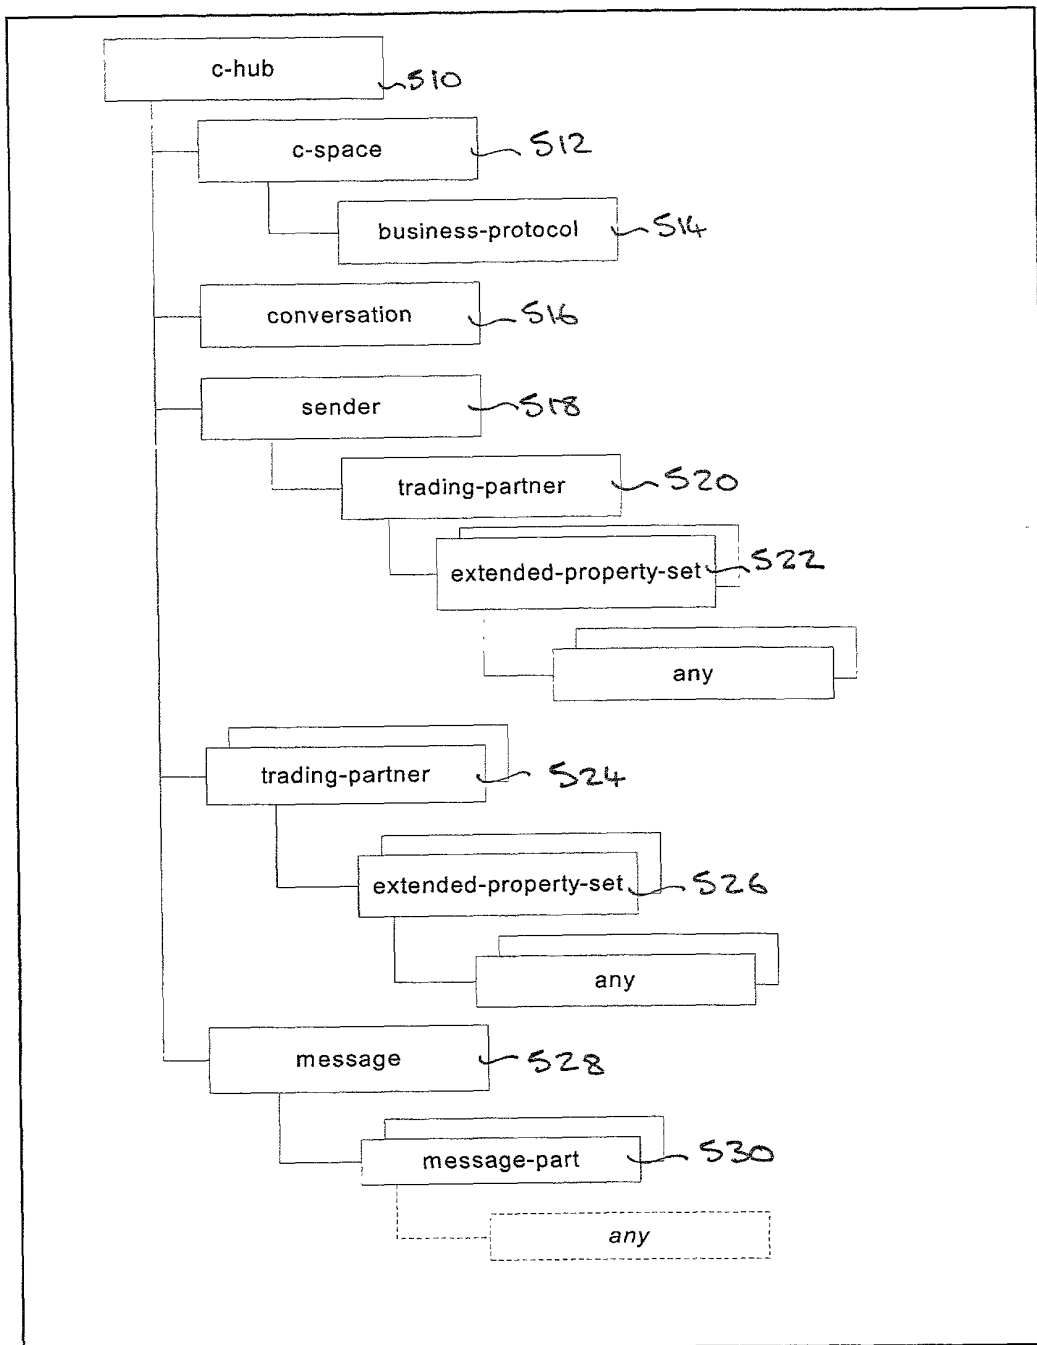 c-hub 510
c-space 512
business-protocol 514
conversation 516
sender 518
trading-partner 520
extended-property-set 522
any
trading-partner 524
extended-property-set 526
any
message 528
message-part 530
any